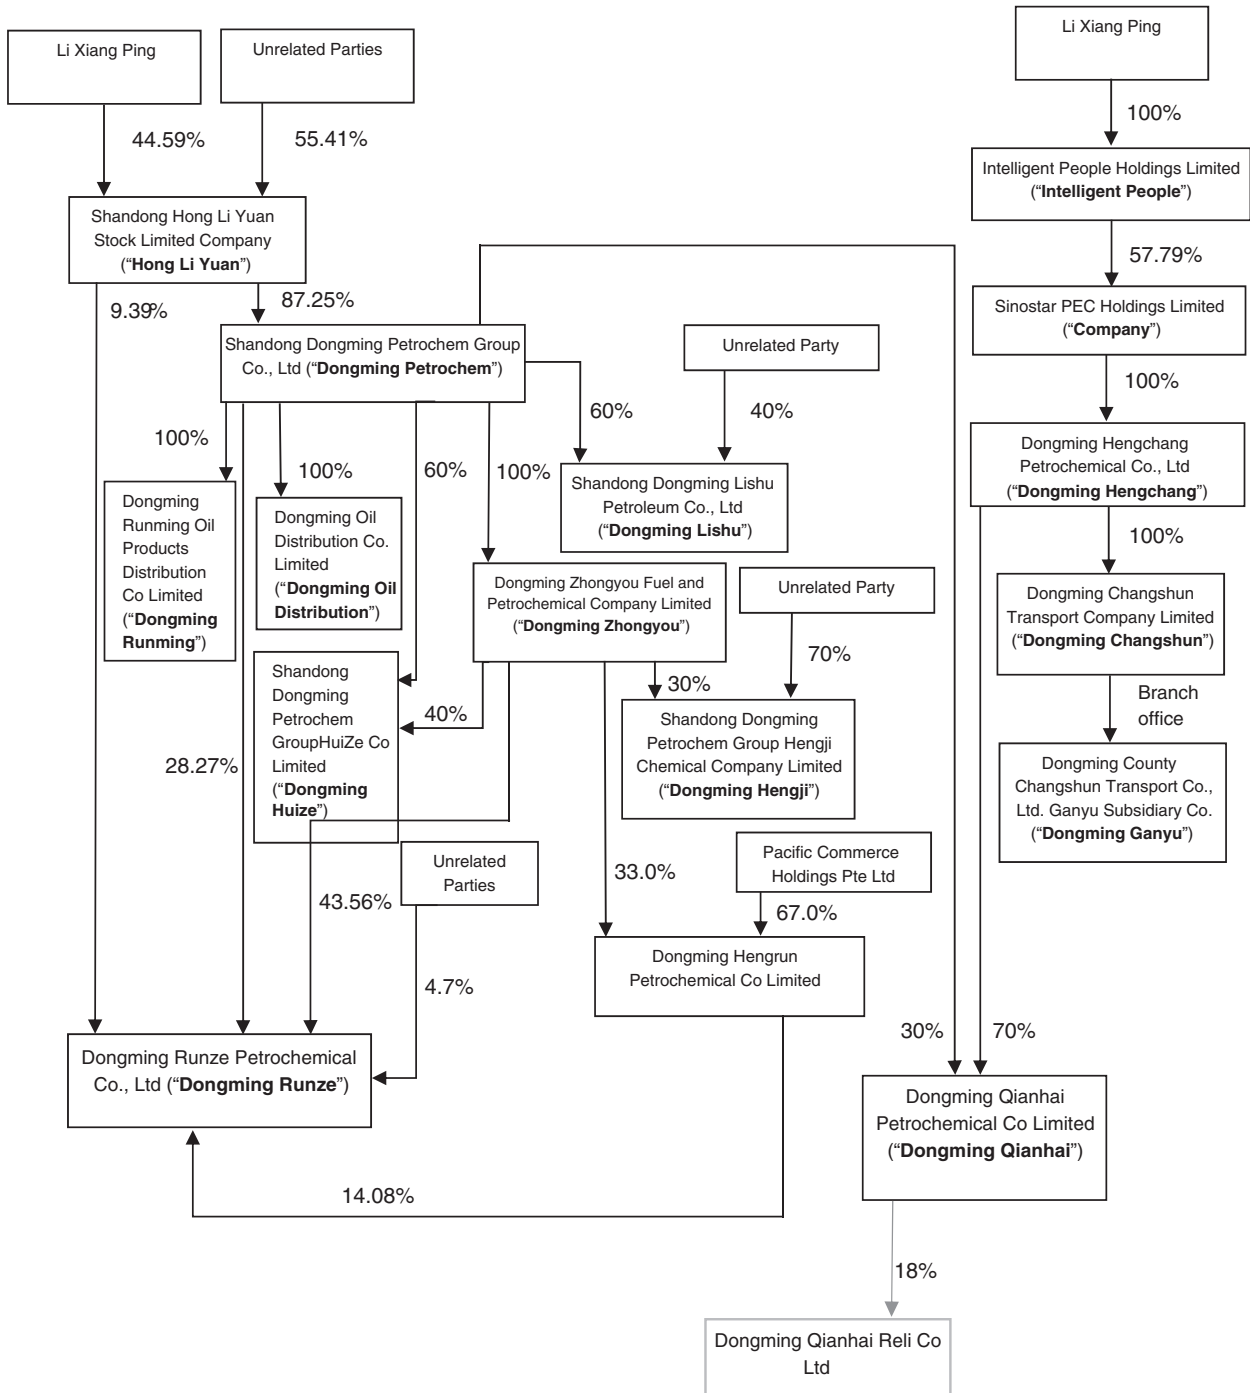 Li Xiang Ping
Unrelated Parties
Li Xiang Ping
44.59%
55.41%
100%
Intelligent People Holdings Limited
(“Intelligent People”)
Shandong Hong Li Yuan
Stock Limited Company
(“Hong Li Yuan”)
57.79%
9.39%
87.25%
Sinostar PEC Holdings Limited
(“Company”)
Shandong Dongming Petrochem Group
Co., Ltd (“Dongming Petrochem”)
Unrelated Party
100%
60%
40%
100%
100%
60%
100%
Dongming Hengchang
Petrochemical Co., Ltd
(“Dongming Hengchang”)
Shandong Dongming Lishu
Petroleum Co., Ltd
(“Dongming Lishu”)
Dongming
Runming Oil
Products
Distribution
Co Limited
(“Dongming
Runming”)
Dongming Oil
Distribution Co.
Limited
(“Dongming Oil
Distribution”)
100%
Dongming Zhongyou Fuel and
Petrochemical Company Limited
(“Dongming Zhongyou”)
Unrelated Party
Dongming Changshun
Transport Company Limited
(“Dongming Changshun”)
Shandong
Dongming
Petrochem
GroupHuiZe Co
Limited
(“Dongming
Huize”)
40%
30%
70%
Branch
office
Shandong Dongming
Petrochem Group Hengji
Chemical Company Limited
(“Dongming Hengji”)
28.27%
Dongming County
Changshun Transport Co.,
Ltd. Ganyu Subsidiary Co.
(“Dongming Ganyu”)
Unrelated
Parties
33.0%
Pacific Commerce
Holdings Pte Ltd
43.56%
67.0%
Dongming Hengrun
Petrochemical Co Limited
4.7%
30%
70%
Dongming Runze Petrochemical
Co., Ltd (“Dongming Runze”)
Dongming Qianhai
Petrochemical Co Limited
(“Dongming Qianhai”)
14.08%
18%
Dongming Qianhai Reli Co
Ltd